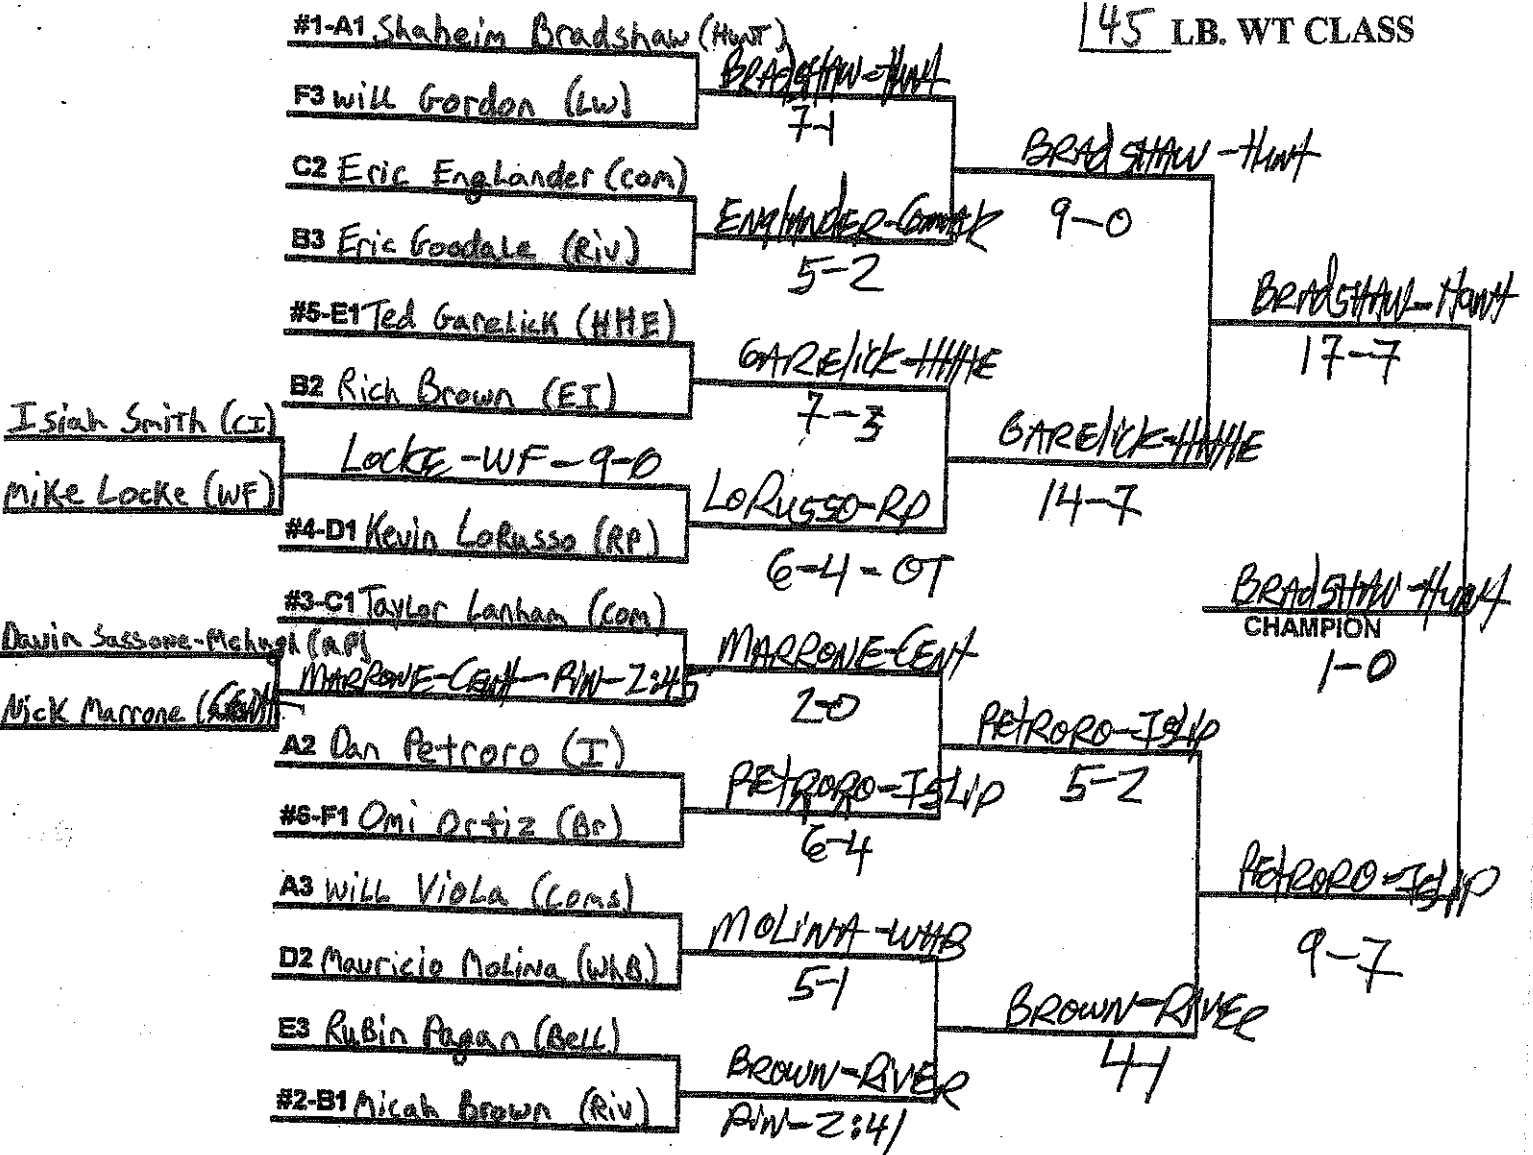 145 LB. WT CLASS
#1-A1 Shaheim Bradshaw (HUNT)
BRAdSHAW-Hunt
F3 Will Gordon (LW)
7-1
BRAdSHAW-Hunt
C2 Eric Englander (com)
9-0
ENglANdER-Comack
B3 Eric Goodale (Riv)
5-2
BRAdSHAW-Hunt
#5-E1 Ted Garelick (HHE)
17-7
GARElick-HHHE
B2 Rich Brown (EI)
7-3
Isiah Smith (CI)
GARElick-HHHE
LOCKE-WF-9-0
Mike Locke (WF)
14-7
LoRusso-RP
#4-D1 Kevin LoRusso (RP)
6-4-OT
BRAdSHAW-Hunt
#3-C1 Taylor Lanham (com)
CHAMPION
Davin Sassone-McHugh (RP)
MARRONE-CENt
1-0
MARRONE-CENt-PiN-2:45
2-0
Nick Marrone (Cent)
PEtRORO-ISlip
A2 Dan Petroro (I)
5-2
PEtRORO-ISLIP
#6-F1 Omi Ortiz (Br)
6-4
PEtRORO-ISlip
A3 Will Viola (Coms)
9-7
MOLiNA-WHB
D2 Mauricio Molina (WhB)
5-1
BROWN-RiVER
E3 RuBin Pagan (Bell)
4-1
BROWN-RiVER
#2-B1 Micah Brown (Riv)
PiN-2:41